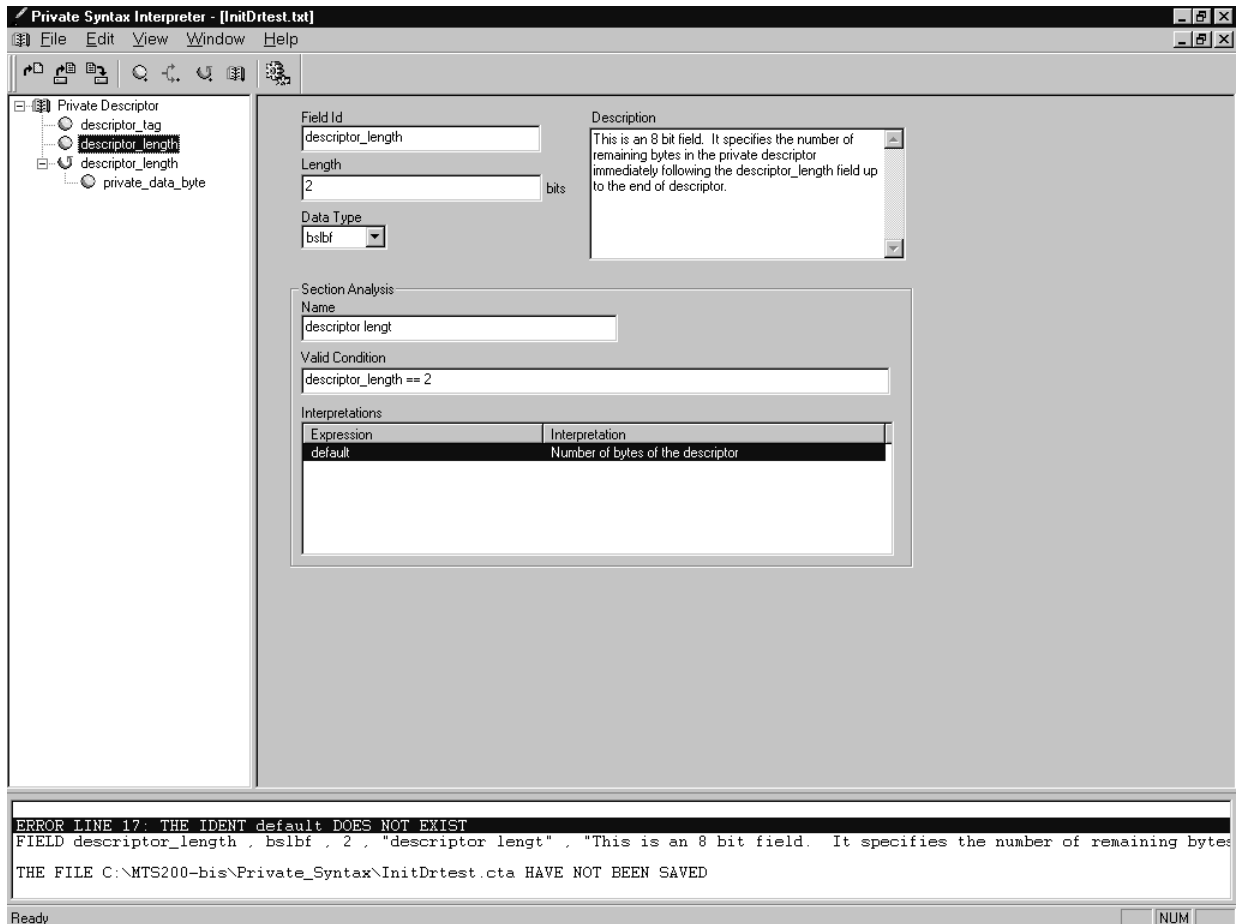 Private Syntax Interpreter - [InitDrtest.txt]
File Edit View Window Help
Private Descriptor
descriptor_tag
descriptor_length
descriptor_length
private_data_byte
Field Id
descriptor_length
Length
2 bits
Data Type
bslbf
Description
This is an 8 bit field. It specifies the number of
remaining bytes in the private descriptor
immediately following the descriptor_length field up
to the end of descriptor.
Section Analysis
Name
descriptor lengt
Valid Condition
descriptor_length == 2
Interpretations
Expression Interpretation
default Number of bytes of the descriptor
ERROR LINE 17: THE IDENT default DOES NOT EXIST
FIELD descriptor_length , bslbf , 2 , "descriptor lengt" , "This is an 8 bit field. It specifies the number of remaining bytes
THE FILE C:\MTS200-bis\Private_Syntax\InitDrtest.cta HAVE NOT BEEN SAVED
Ready NUM